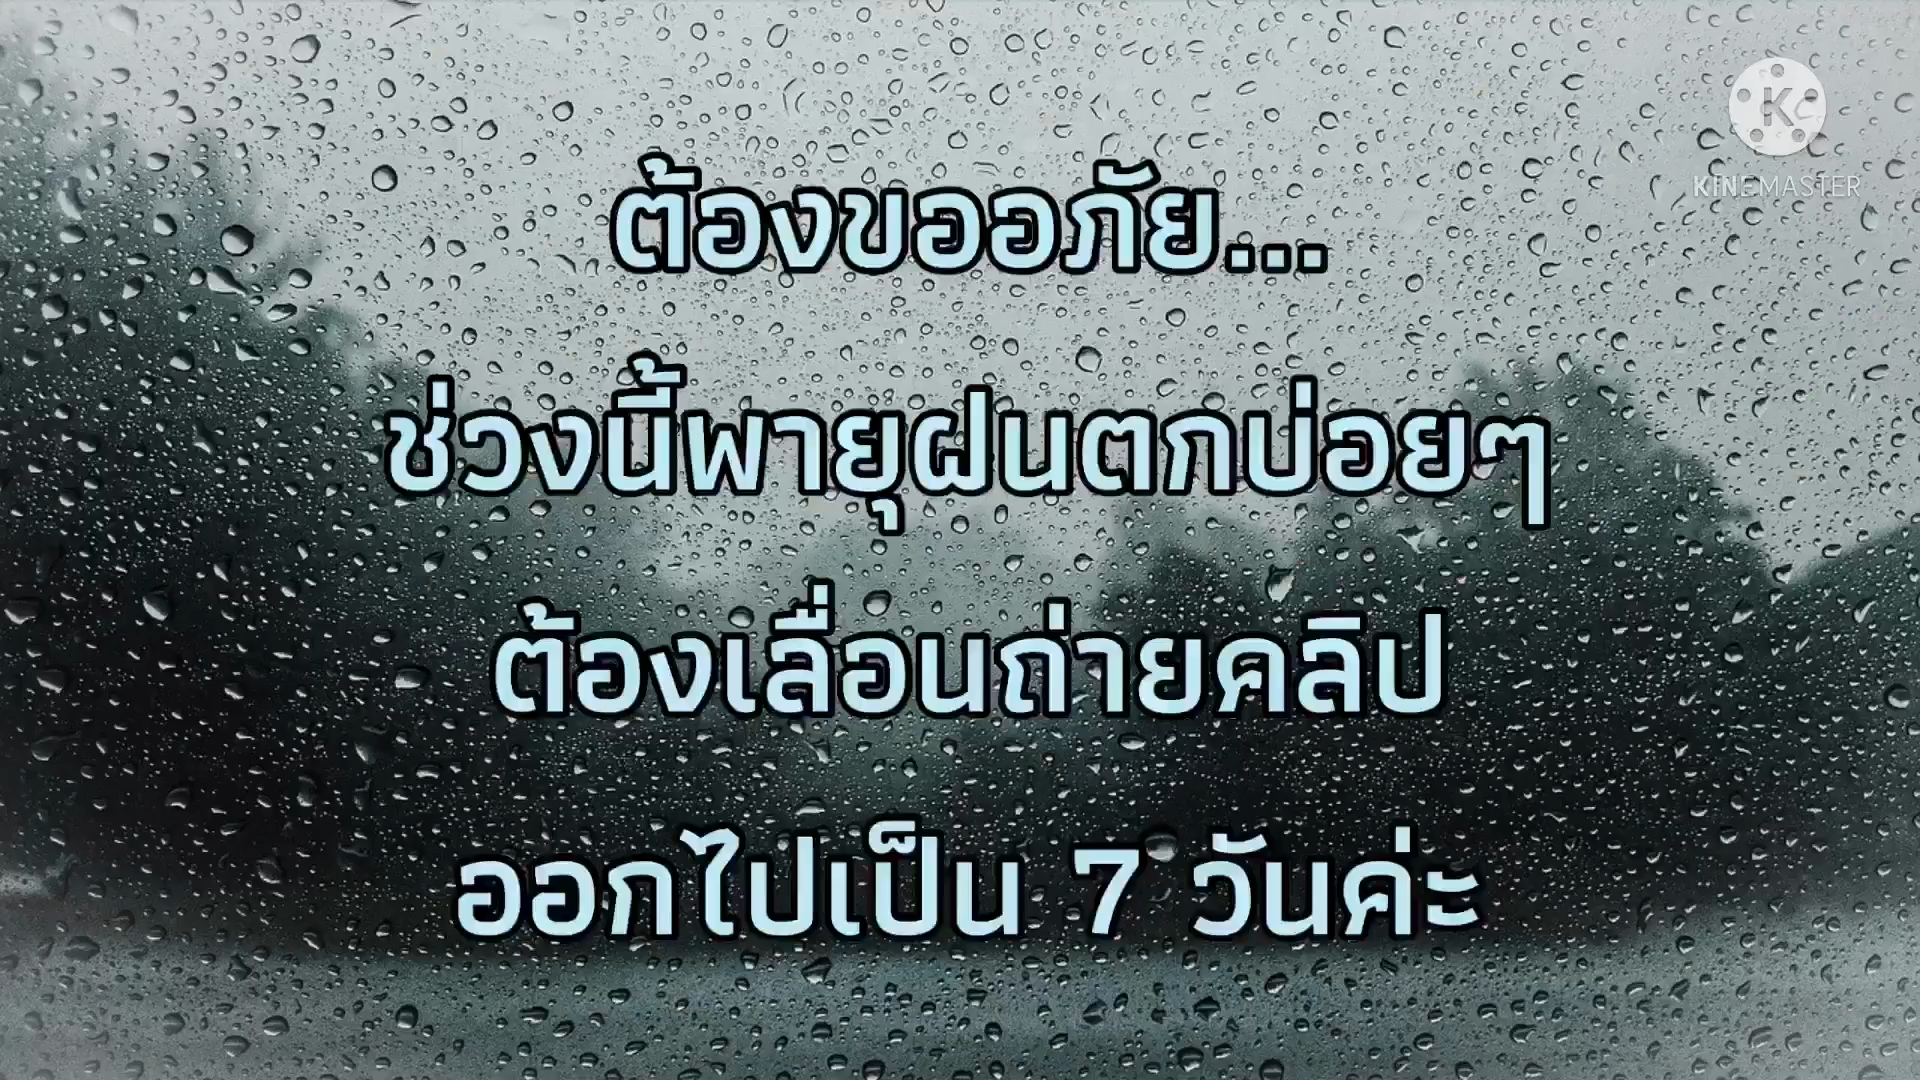 KINEMASTER
ต้องขออภัย...
ช่วงนี้พายุฝนตกบ่อยๆ
ต้องเลื่อนถ่ายคลิป
ออกไปเป็น 7 วันค่ะ